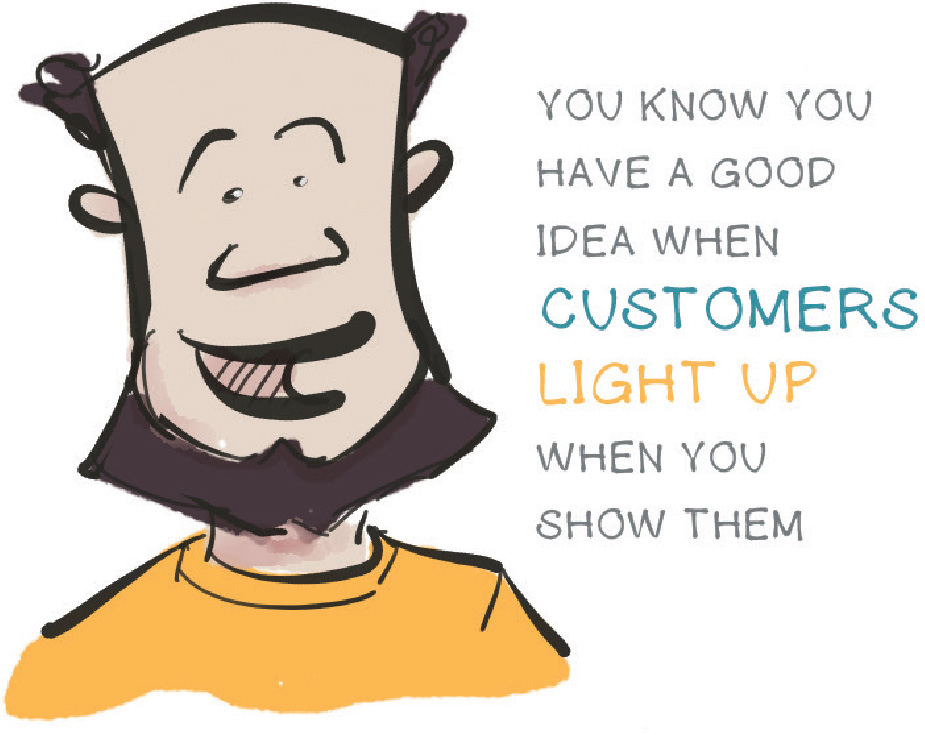 YOU KNOW YOU
HAVE A GOOD
IDEA WHEN
CUSTOMERS
LIGHT UP
WHEN YOU
SHOW THEM